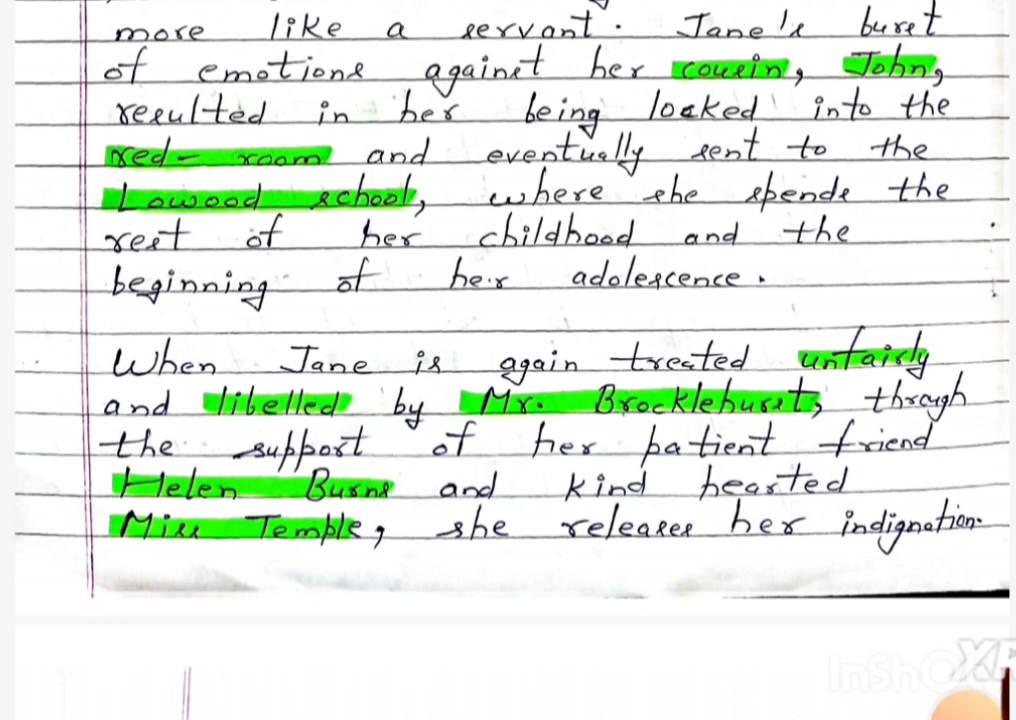 more like a servant. Jane's burst
of emotions against her cousin, John,
resulted in her being locked into the
red-room and eventually sent to the
Lowood school, where she spends the
rest of her childhood and the
beginning of her adolescence.
When Jane is again treated unfairly
and libelled by Mr. Brocklehurst, through
the support of her patient friend
Helen Burns and kind hearted
Miss Temple, she releases her indignation.
InSh